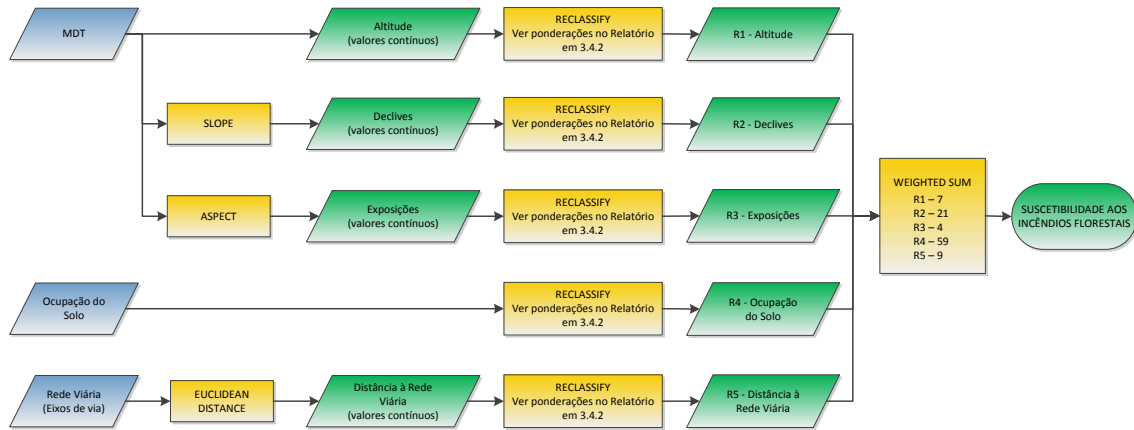 MDT
Altitude
(valores contínuos)
RECLASSIFY
Ver ponderações no Relatório
em 3.4.2
R1 - Altitude
SLOPE
Declives
(valores contínuos)
RECLASSIFY
Ver ponderações no Relatório
em 3.4.2
R2 - Declives
ASPECT
Exposições
(valores contínuos)
RECLASSIFY
Ver ponderações no Relatório
em 3.4.2
R3 - Exposições
Ocupação do
Solo
RECLASSIFY
Ver ponderações no Relatório
em 3.4.2
R4 - Ocupação
do Solo
Rede Viária
(Eixos de via)
EUCLIDEAN
DISTANCE
Distância à Rede
Viária
(valores contínuos)
RECLASSIFY
Ver ponderações no Relatório
em 3.4.2
R5 - Distância à
Rede Viária
WEIGHTED SUM
R1 – 7
R2 – 21
R3 – 4
R4 – 59
R5 – 9
SUSCETIBILIDADE AOS
INCÊNDIOS FLORESTAIS